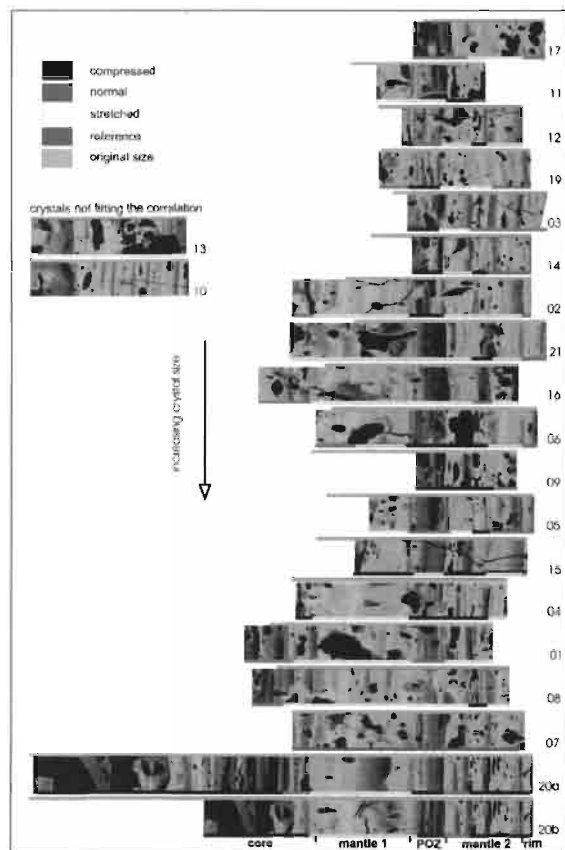 compressed
normal
stretched
reference
original size
crystals not fitting the correlation
13
10
increasing crystal size
17
11
12
19
03
14
02
21
16
06
09
05
15
04
01
08
07
20a
20b
core
mantle 1
POZ
mantle 2
rim